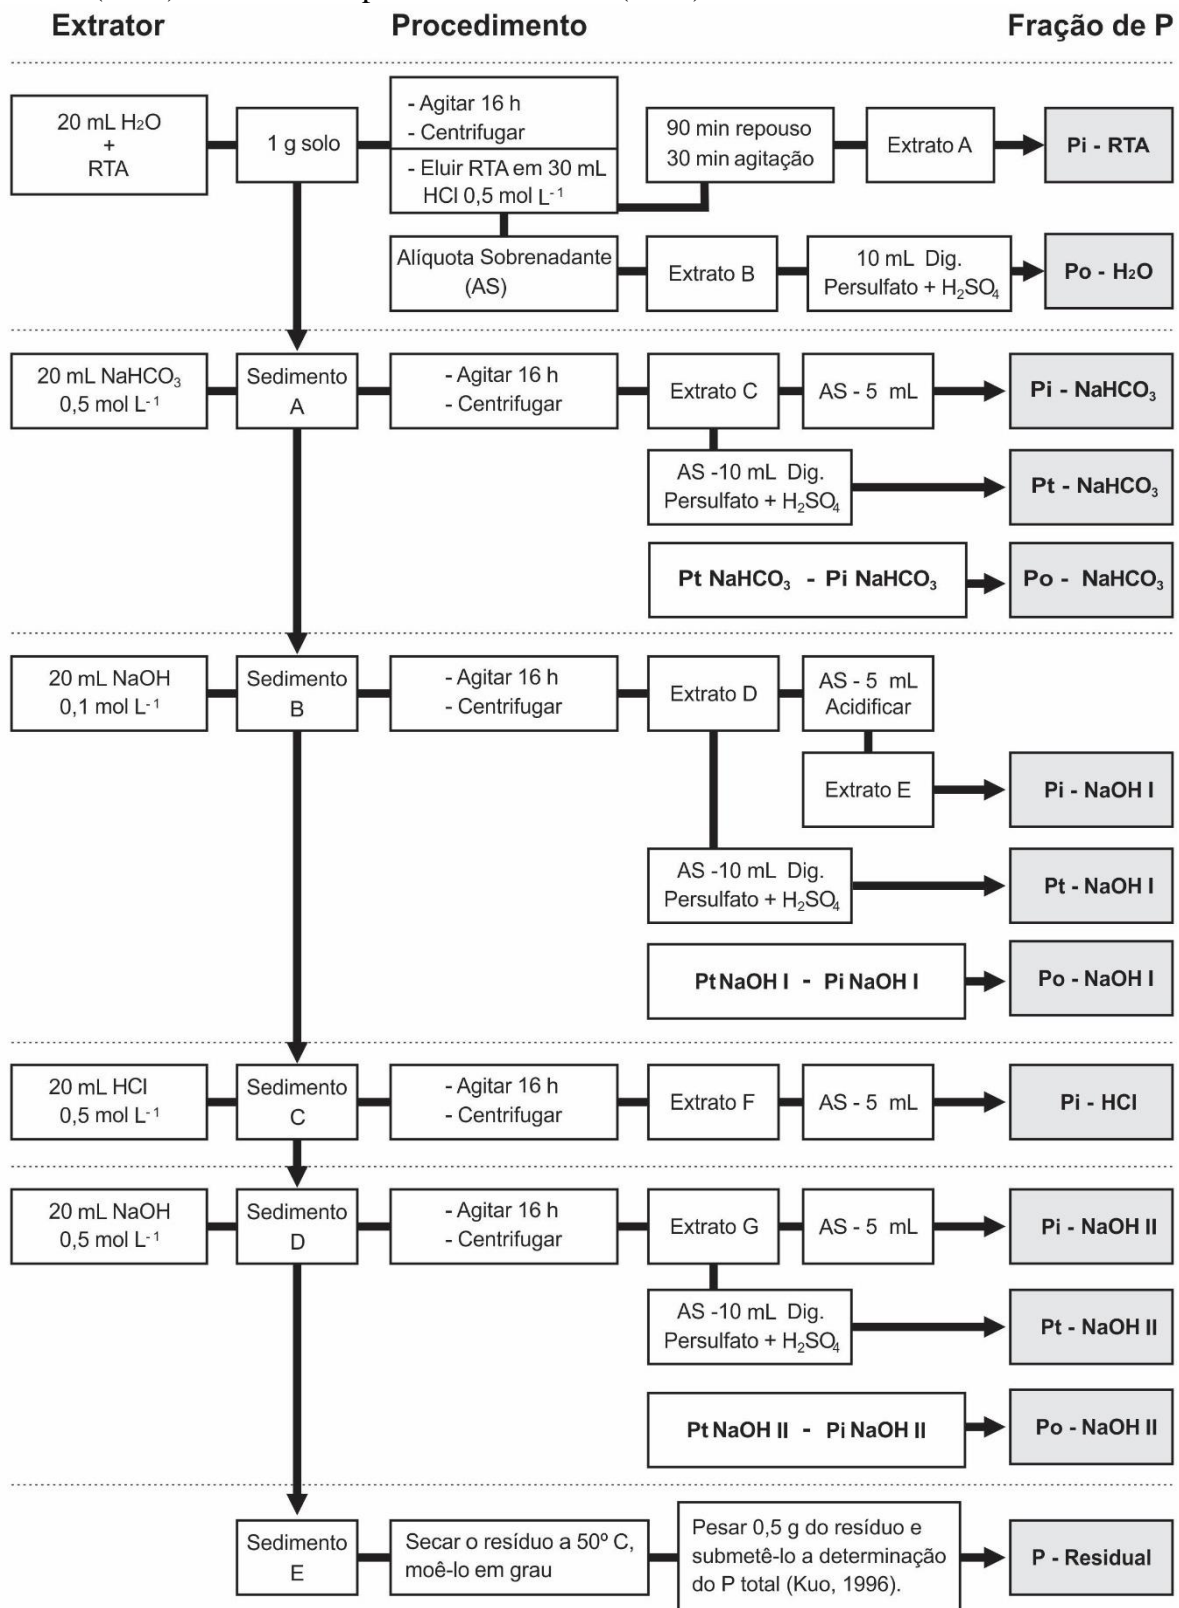 Extrator
Procedimento
Fração de P
20 mL H₂O
+
RTA
1 g solo
- Agitar 16 h
- Centrifugar
- Eluir RTA em 30 mL
HCl 0,5 mol L⁻¹
90 min repouso
30 min agitação
Extrato A
Pi - RTA
Alíquota Sobrenadante
(AS)
Extrato B
10 mL Dig.
Persulfato + H₂SO₄
Po - H₂O
20 mL NaHCO₃
0,5 mol L⁻¹
Sedimento
A
- Agitar 16 h
- Centrifugar
Extrato C
AS - 5 mL
Pi - NaHCO₃
AS -10 mL Dig.
Persulfato + H₂SO₄
Pt - NaHCO₃
Pt NaHCO₃ - Pi NaHCO₃
Po - NaHCO₃
20 mL NaOH
0,1 mol L⁻¹
Sedimento
B
- Agitar 16 h
- Centrifugar
Extrato D
AS - 5 mL
Acidificar
Extrato E
Pi - NaOH I
AS -10 mL Dig.
Persulfato + H₂SO₄
Pt - NaOH I
Pt NaOH I - Pi NaOH I
Po - NaOH I
20 mL HCl
0,5 mol L⁻¹
Sedimento
C
- Agitar 16 h
- Centrifugar
Extrato F
AS - 5 mL
Pi - HCl
20 mL NaOH
0,5 mol L⁻¹
Sedimento
D
- Agitar 16 h
- Centrifugar
Extrato G
AS - 5 mL
Pi - NaOH II
AS -10 mL Dig.
Persulfato + H₂SO₄
Pt - NaOH II
Pt NaOH II - Pi NaOH II
Po - NaOH II
Sedimento
E
Secar o resíduo a 50º C,
moê-lo em grau
Pesar 0,5 g do resíduo e
submetê-lo a determinação
do P total (Kuo, 1996).
P - Residual